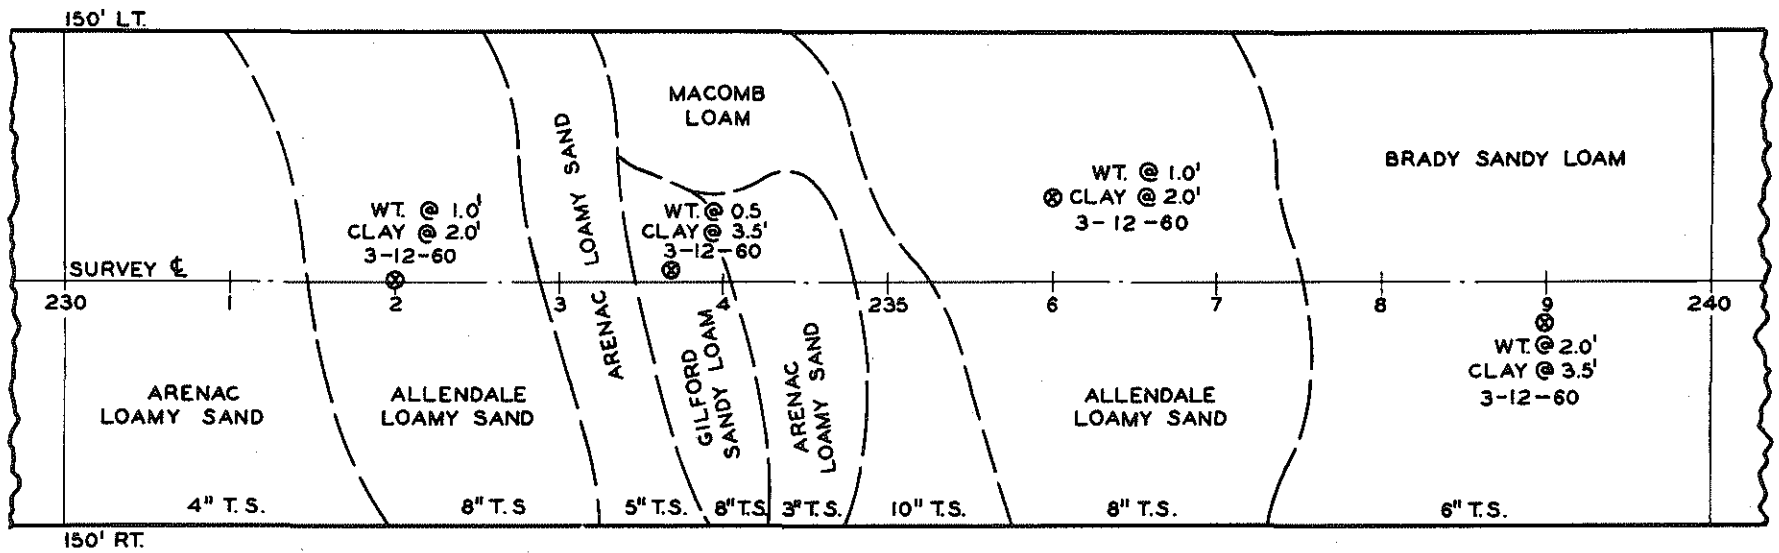 150' LT.
MACOMB
LOAM
ARENAC LOAMY SAND
BRADY SANDY LOAM
WT. @ 1.0'
CLAY @ 2.0'
3-12-60
WT. @ 0.5
CLAY @ 3.5'
3-12-60
WT. @ 1.0'
CLAY @ 2.0'
3-12-60
SURVEY ℄
230 1 2 3 4 235 6 7 8 9 240
WT. @ 2.0'
CLAY @ 3.5'
3-12-60
ARENAC
LOAMY SAND
ALLENDALE
LOAMY SAND
GILFORD
SANDY LOAM
ARENAC
LOAMY SAND
ALLENDALE
LOAMY SAND
4" T.S. 8" T.S 5" T.S. 8" T.S 3" T.S. 10" T.S. 8" T.S. 6" T.S.
150' RT.